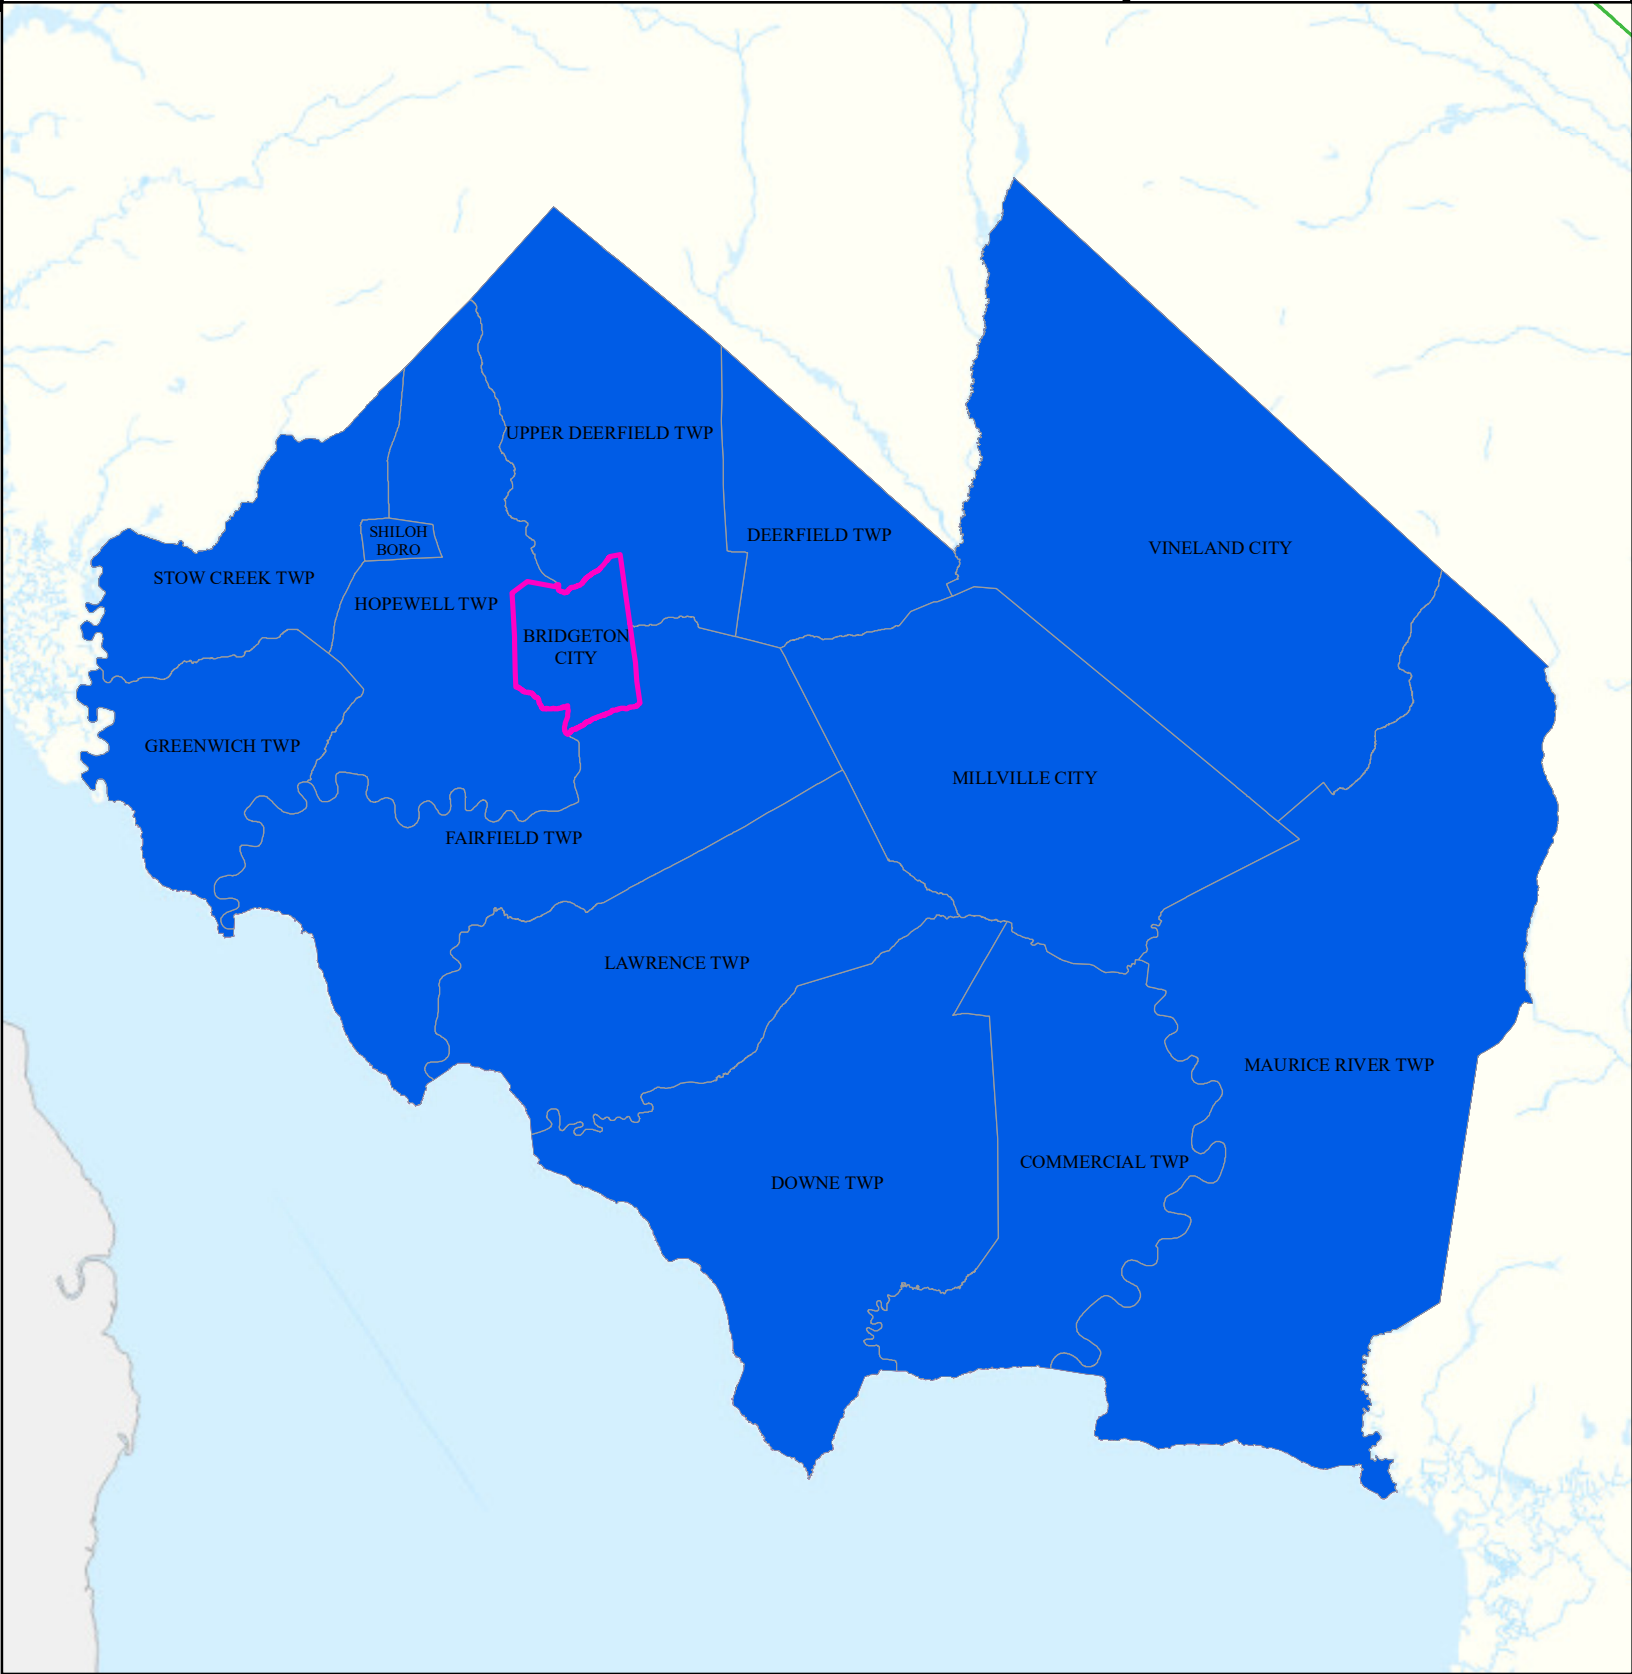 UPPER DEERFIELD TWP
SHILOH
BORO
DEERFIELD TWP
VINELAND CITY
STOW CREEK TWP
HOPEWELL TWP
BRIDGETON
CITY
GREENWICH TWP
MILLVILLE CITY
FAIRFIELD TWP
LAWRENCE TWP
MAURICE RIVER TWP
COMMERCIAL TWP
DOWNE TWP